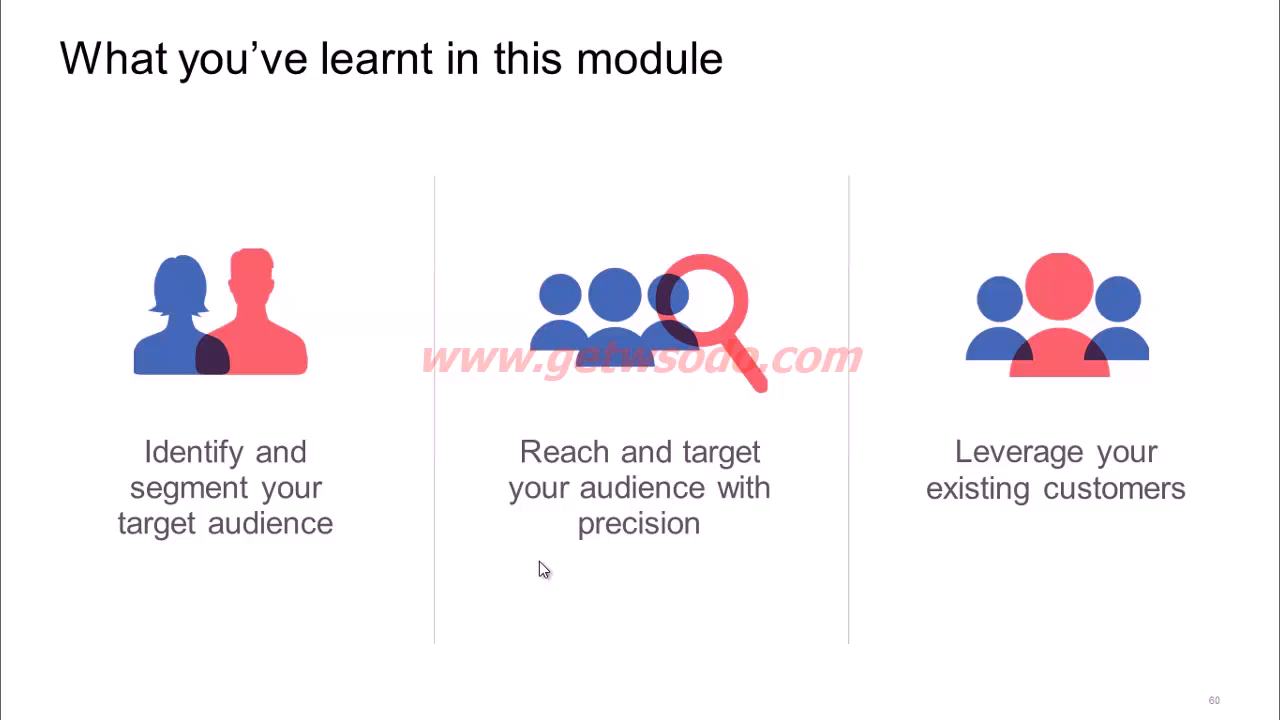 What you’ve learnt in this module
www.getwsodo.com
Identify and
segment your
target audience
Reach and target
your audience with
precision
Leverage your
existing customers
60